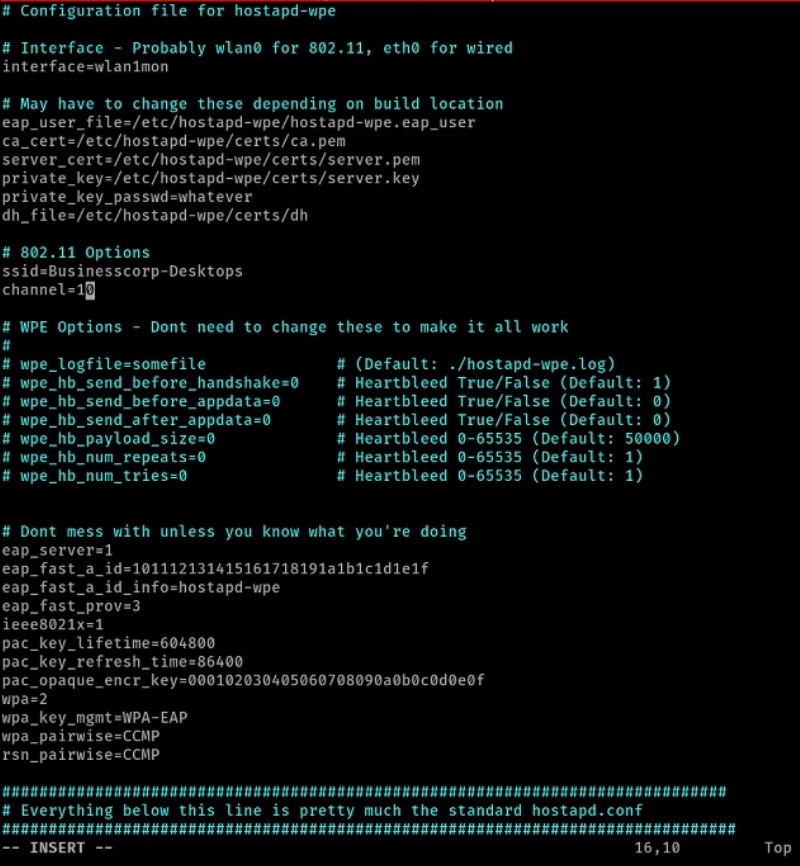 # Configuration file for hostapd-wpe
# Interface - Probably wlan0 for 802.11, eth0 for wired
interface=wlan1mon
# May have to change these depending on build location
eap_user_file=/etc/hostapd-wpe/hostapd-wpe.eap_user
ca_cert=/etc/hostapd-wpe/certs/ca.pem
server_cert=/etc/hostapd-wpe/certs/server.pem
private_key=/etc/hostapd-wpe/certs/server.key
private_key_passwd=whatever
dh_file=/etc/hostapd-wpe/certs/dh
# 802.11 Options
ssid=Businesscorp-Desktops
channel=10
# WPE Options - Dont need to change these to make it all work
#
# wpe_logfile=somefile # (Default: ./hostapd-wpe.log)
# wpe_hb_send_before_handshake=0 # Heartbleed True/False (Default: 1)
# wpe_hb_send_before_appdata=0 # Heartbleed True/False (Default: 0)
# wpe_hb_send_after_appdata=0 # Heartbleed True/False (Default: 0)
# wpe_hb_payload_size=0 # Heartbleed 0-65535 (Default: 50000)
# wpe_hb_num_repeats=0 # Heartbleed 0-65535 (Default: 1)
# wpe_hb_num_tries=0 # Heartbleed 0-65535 (Default: 1)
# Dont mess with unless you know what you're doing
eap_server=1
eap_fast_a_id=101112131415161718191a1b1c1d1e1f
eap_fast_a_id_info=hostapd-wpe
eap_fast_prov=3
ieee8021x=1
pac_key_lifetime=604800
pac_key_refresh_time=86400
pac_opaque_encr_key=000102030405060708090a0b0c0d0e0f
wpa=2
wpa_key_mgmt=WPA-EAP
wpa_pairwise=CCMP
rsn_pairwise=CCMP
##############################################################################
# Everything below this line is pretty much the standard hostapd.conf
###############################################################################
-- INSERT -- 16,10 Top